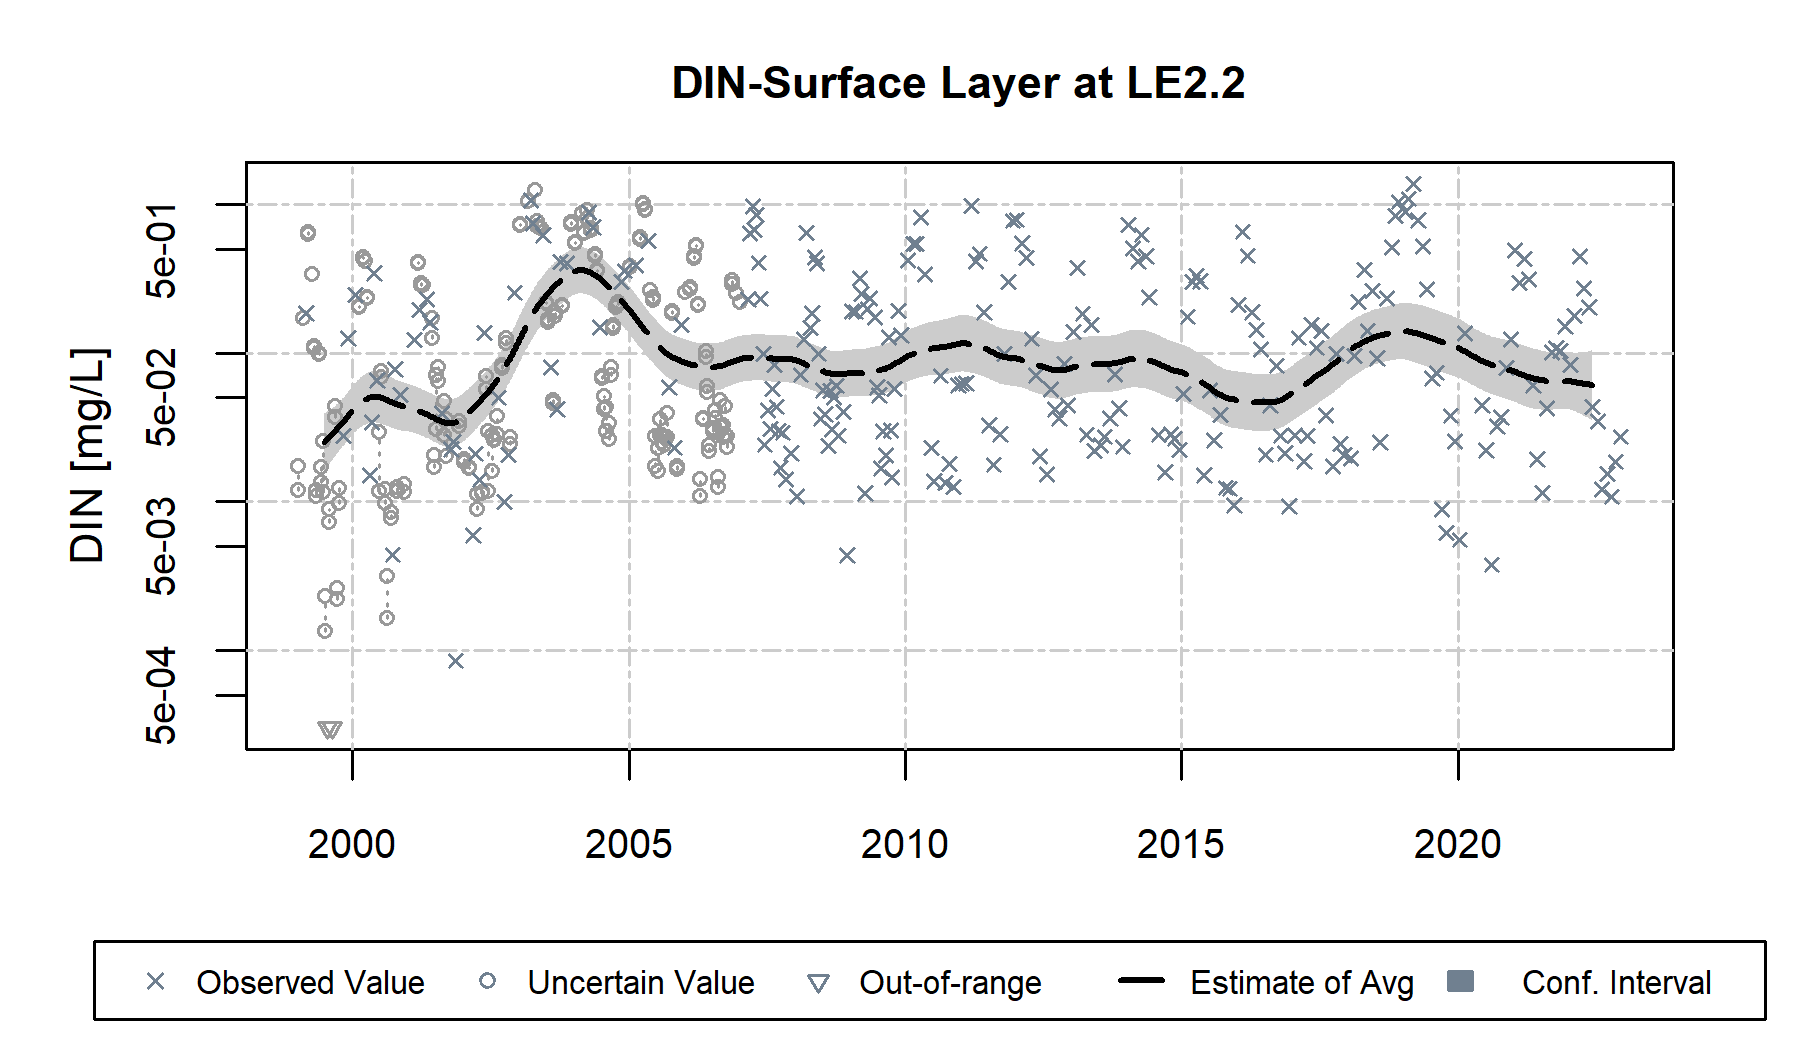 DIN-Surface Layer at LE2.2
DIN [mg/L]
5e-01
5e-02
5e-03
5e-04
2000 2005 2010 2015 2020
Observed Value Uncertain Value Out-of-range Estimate of Avg Conf. Interval